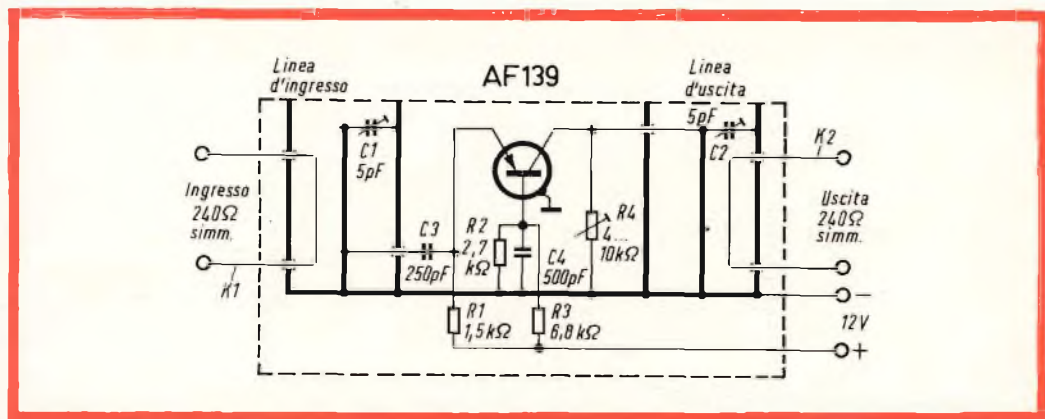 Linea
d'ingresso
AF139
Linea
d'uscita
5pF
C1
5pF
C2
K2
Ingresso
240Ω
simm.
K1
C3
250pF
R2
2,7
kΩ
C4
500pF
R4
4...
10kΩ
Uscita
240Ω
simm.
−
12V
+
R1
1,5kΩ
R3
6,8kΩ